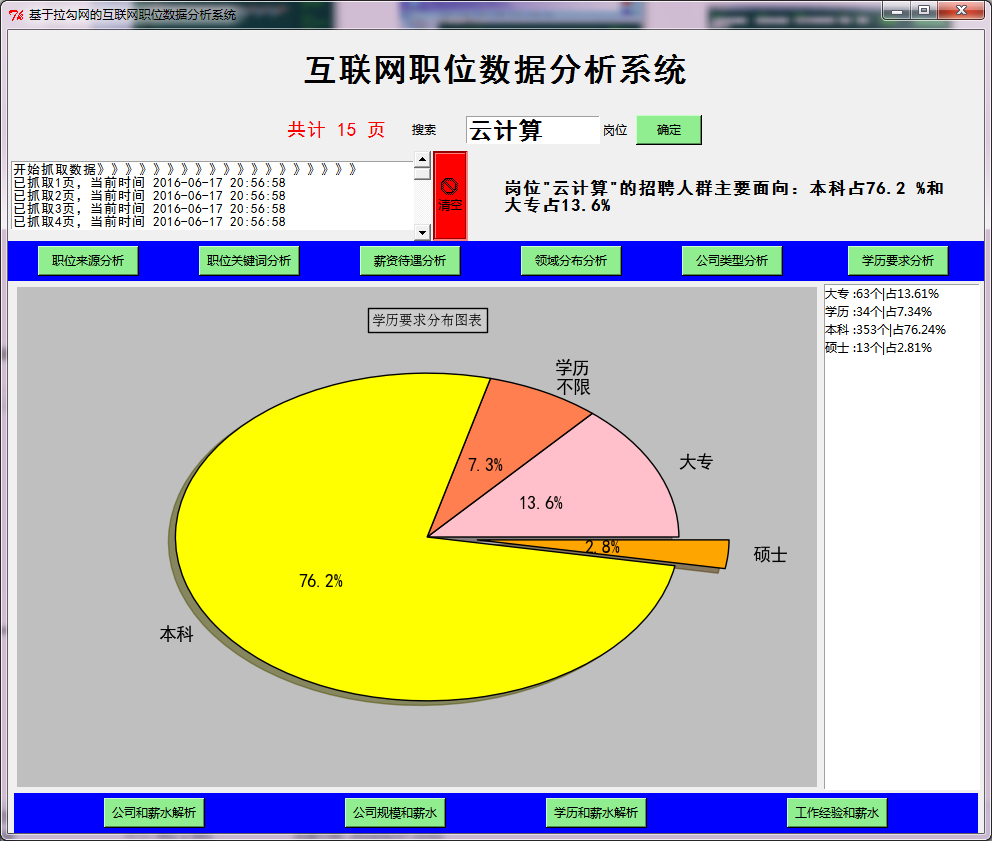 基于拉勾网的互联网职位数据分析系统
互联网职位数据分析系统
共计 15 页 搜索 云计算 岗位 确定
开始抓取数据》》》》》》》》》》》》》》》》》》》
已抓取1页，当前时间 2016-06-17 20:56:58
已抓取2页，当前时间 2016-06-17 20:56:58
已抓取3页，当前时间 2016-06-17 20:56:58
已抓取4页，当前时间 2016-06-17 20:56:58
清空
岗位"云计算"的招聘人群主要面向：本科占76.2 %和
大专占13.6%
职位来源分析 职位关键词分析 薪资待遇分析 领域分布分析 公司类型分析 学历要求分析
学历要求分布图表
学历
不限
大专
7.3%
13.6%
2.8%
硕士
76.2%
本科
大专 :63个|占13.61%
学历 :34个|占7.34%
本科 :353个|占76.24%
硕士 :13个|占2.81%
公司和薪水解析 公司规模和薪水 学历和薪水解析 工作经验和薪水